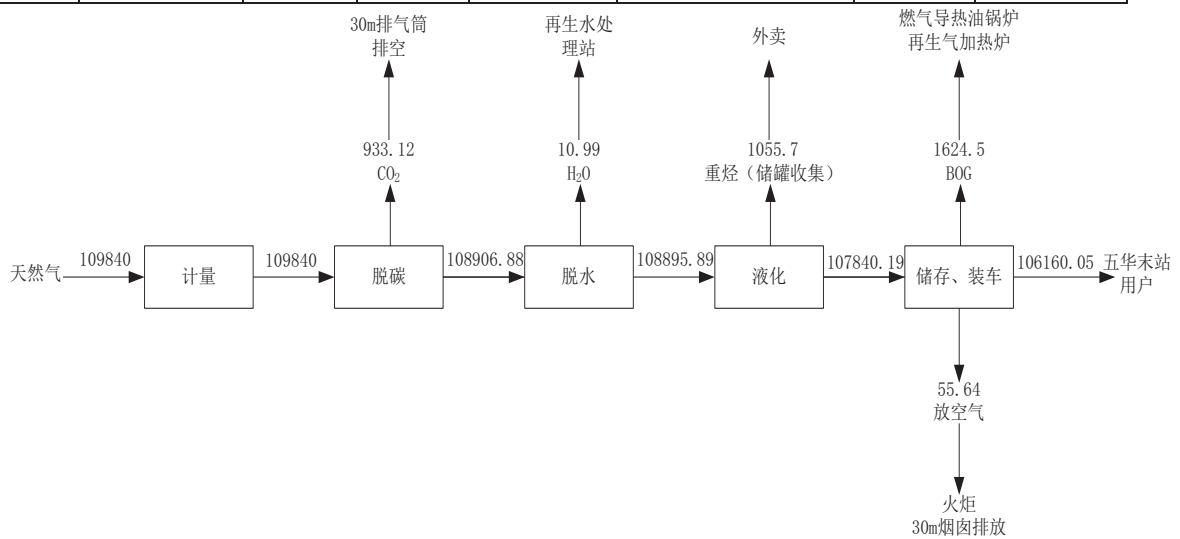 30m排气筒
排空
再生水处
理站
外卖
燃气导热油锅炉
再生气加热炉
933.12
CO₂
10.99
H₂O
1055.7
重烃（储罐收集）
1624.5
BOG
天然气
109840
计量
109840
脱碳
108906.88
脱水
108895.89
液化
107840.19
储存、装车
106160.05
五华末站
用户
55.64
放空气
火炬
30m烟囱排放